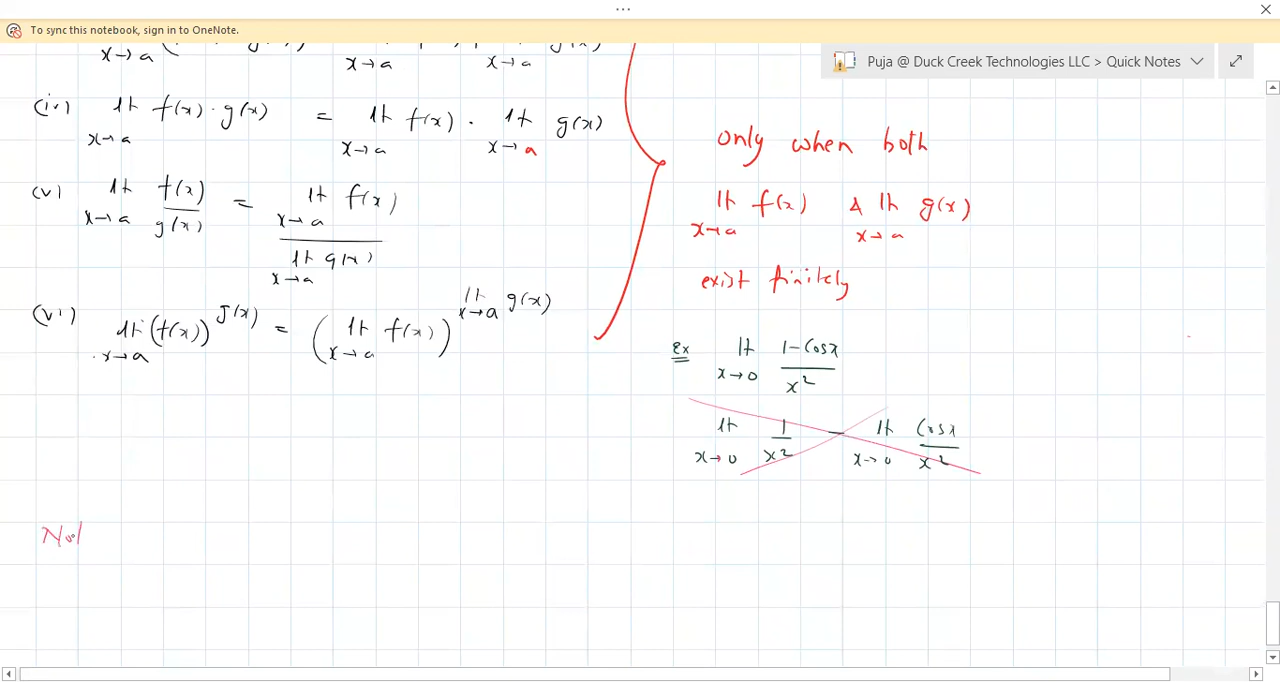 To sync this notebook, sign in to OneNote.
Puja @ Duck Creek Technologies LLC > Quick Notes
x→a x→a x→a
(iv) lt f(x)·g(x) = lt f(x) · lt g(x)
x→a x→a x→a
(v) lt f(x)/g(x) = lt f(x)
x→a x→a
lt g(x)
x→a
(vi) lt (f(x))^g(x) = (lt f(x))^lt g(x)
x→a x→a x→a
only when both
lt f(x) & lt g(x)
x→a x→a
exist finitely
Ex lt 1-Cosx
x→0 x²
lt 1 — lt Cosx
x→0 x² x→0 x²